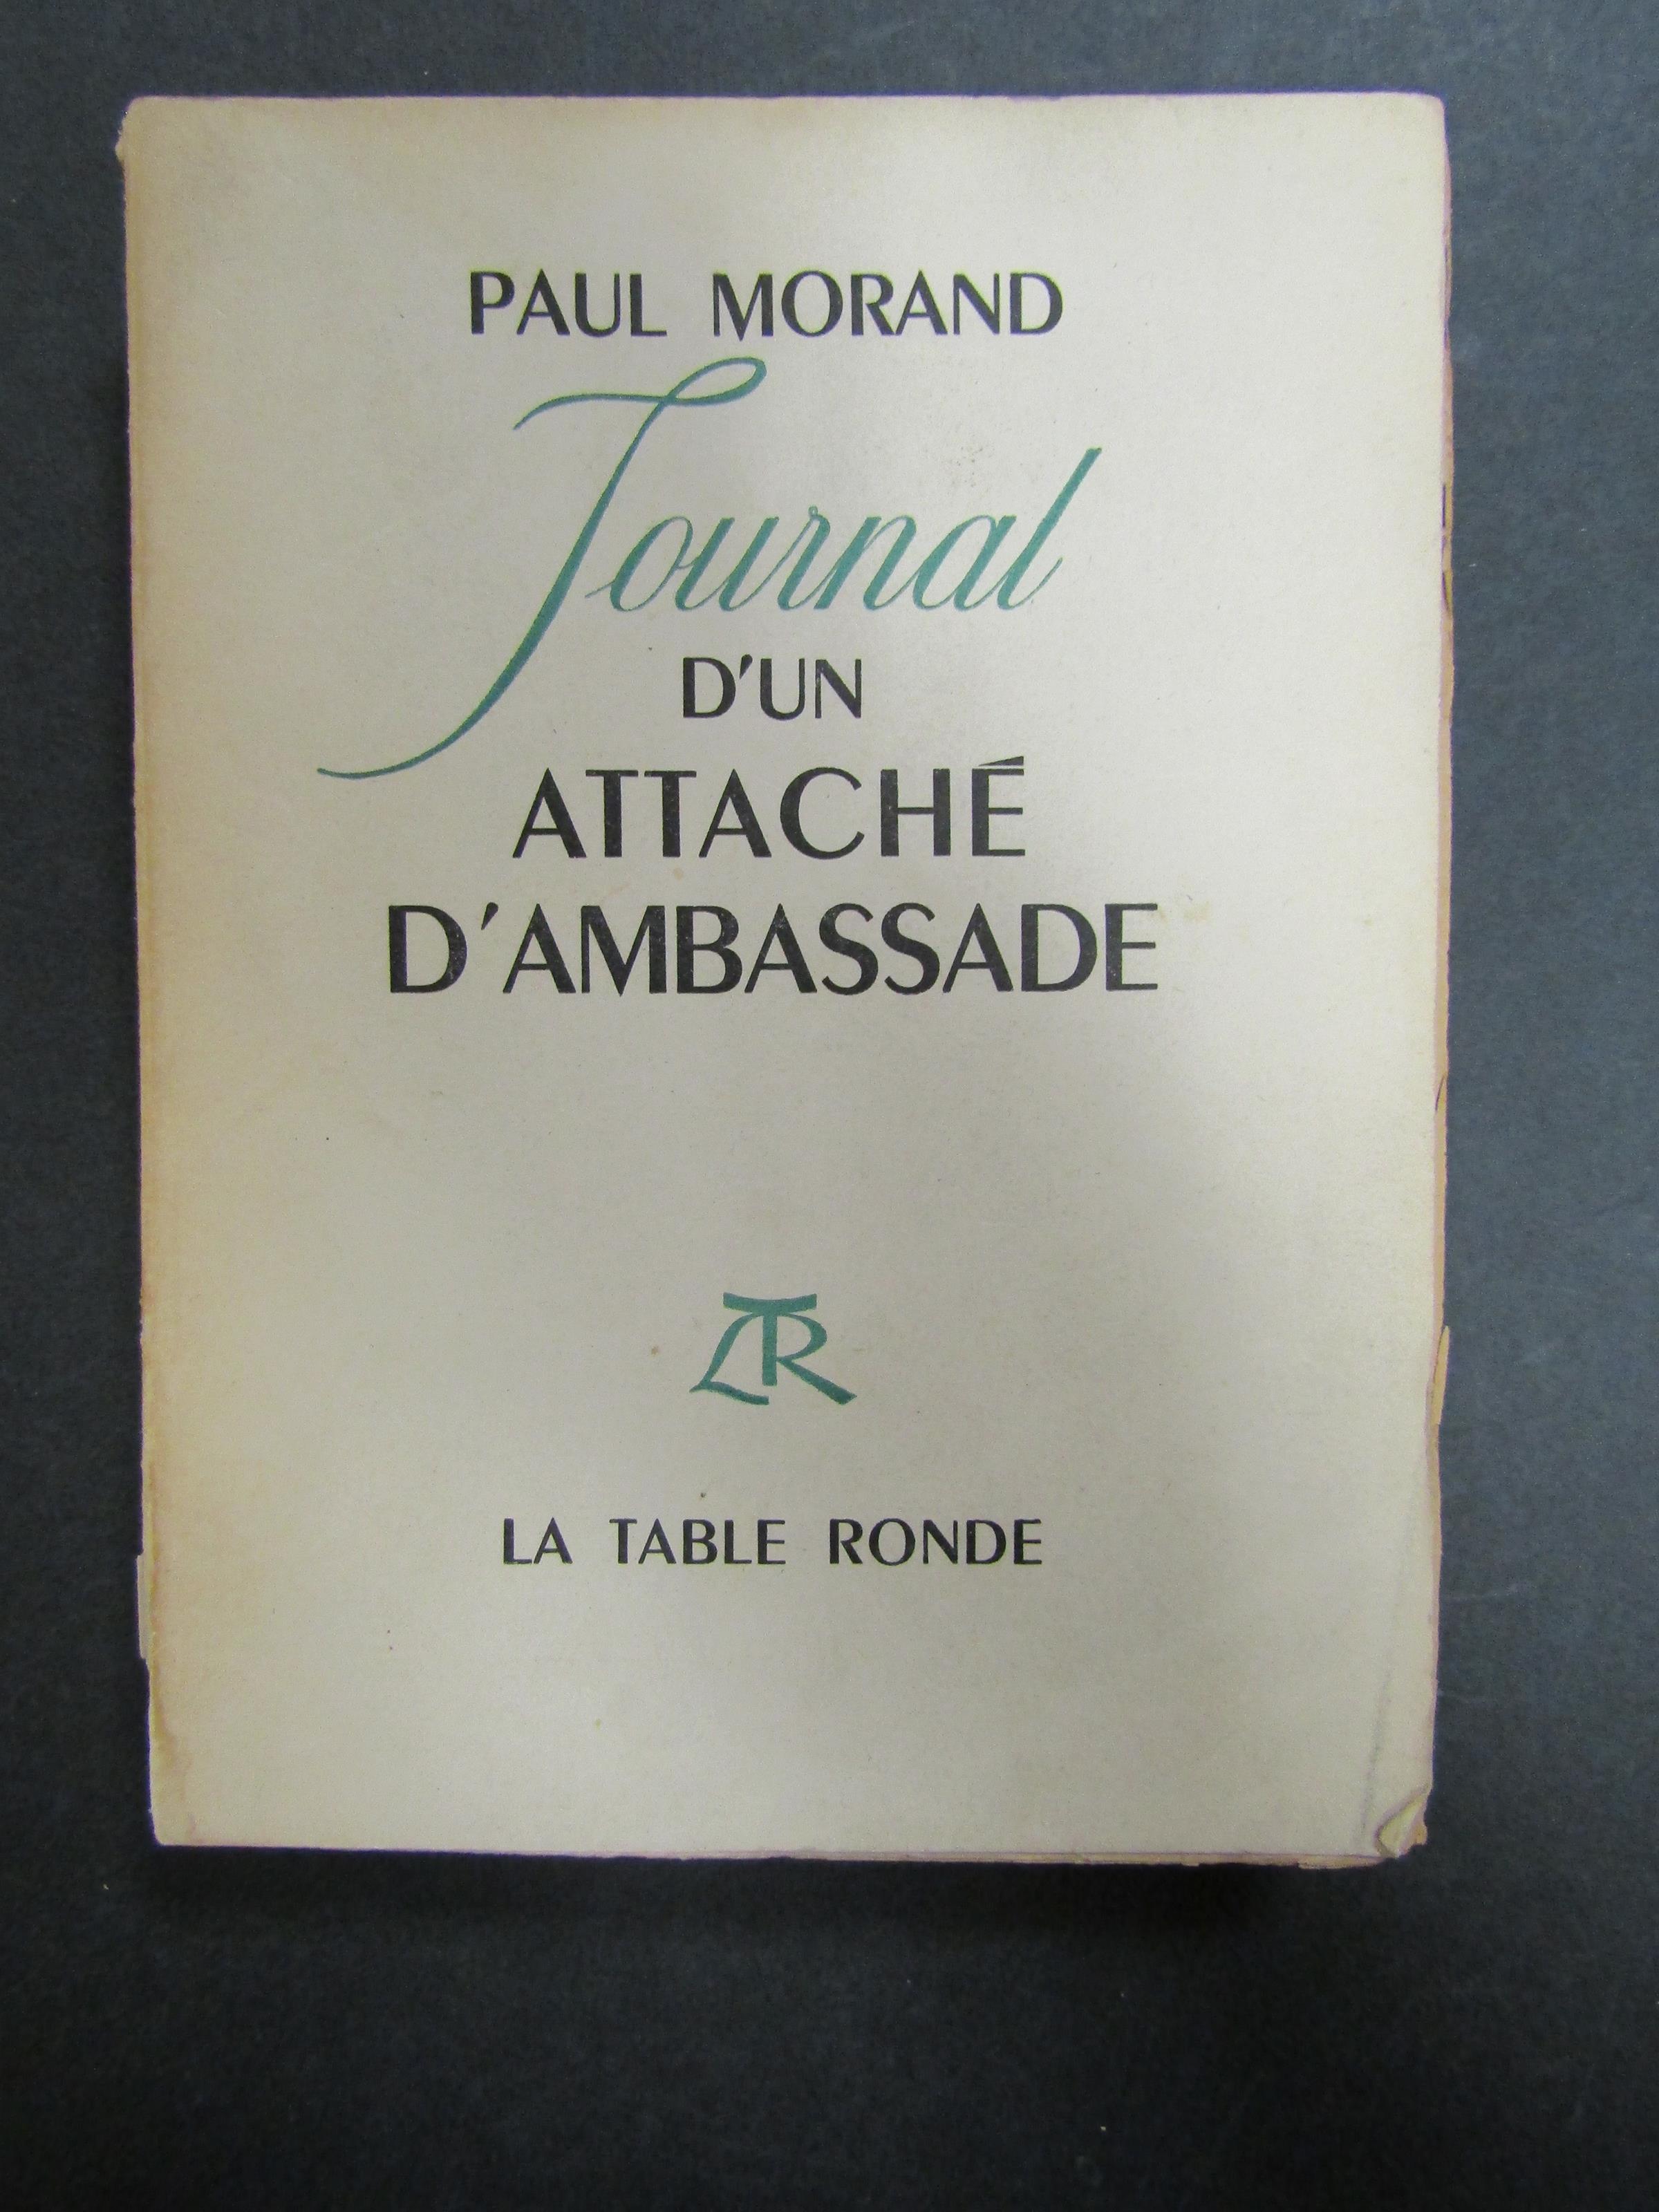 PAUL MORAND
Journal
D'UN
ATTACHÉ
D'AMBASSADE
LTR
LA TABLE RONDE